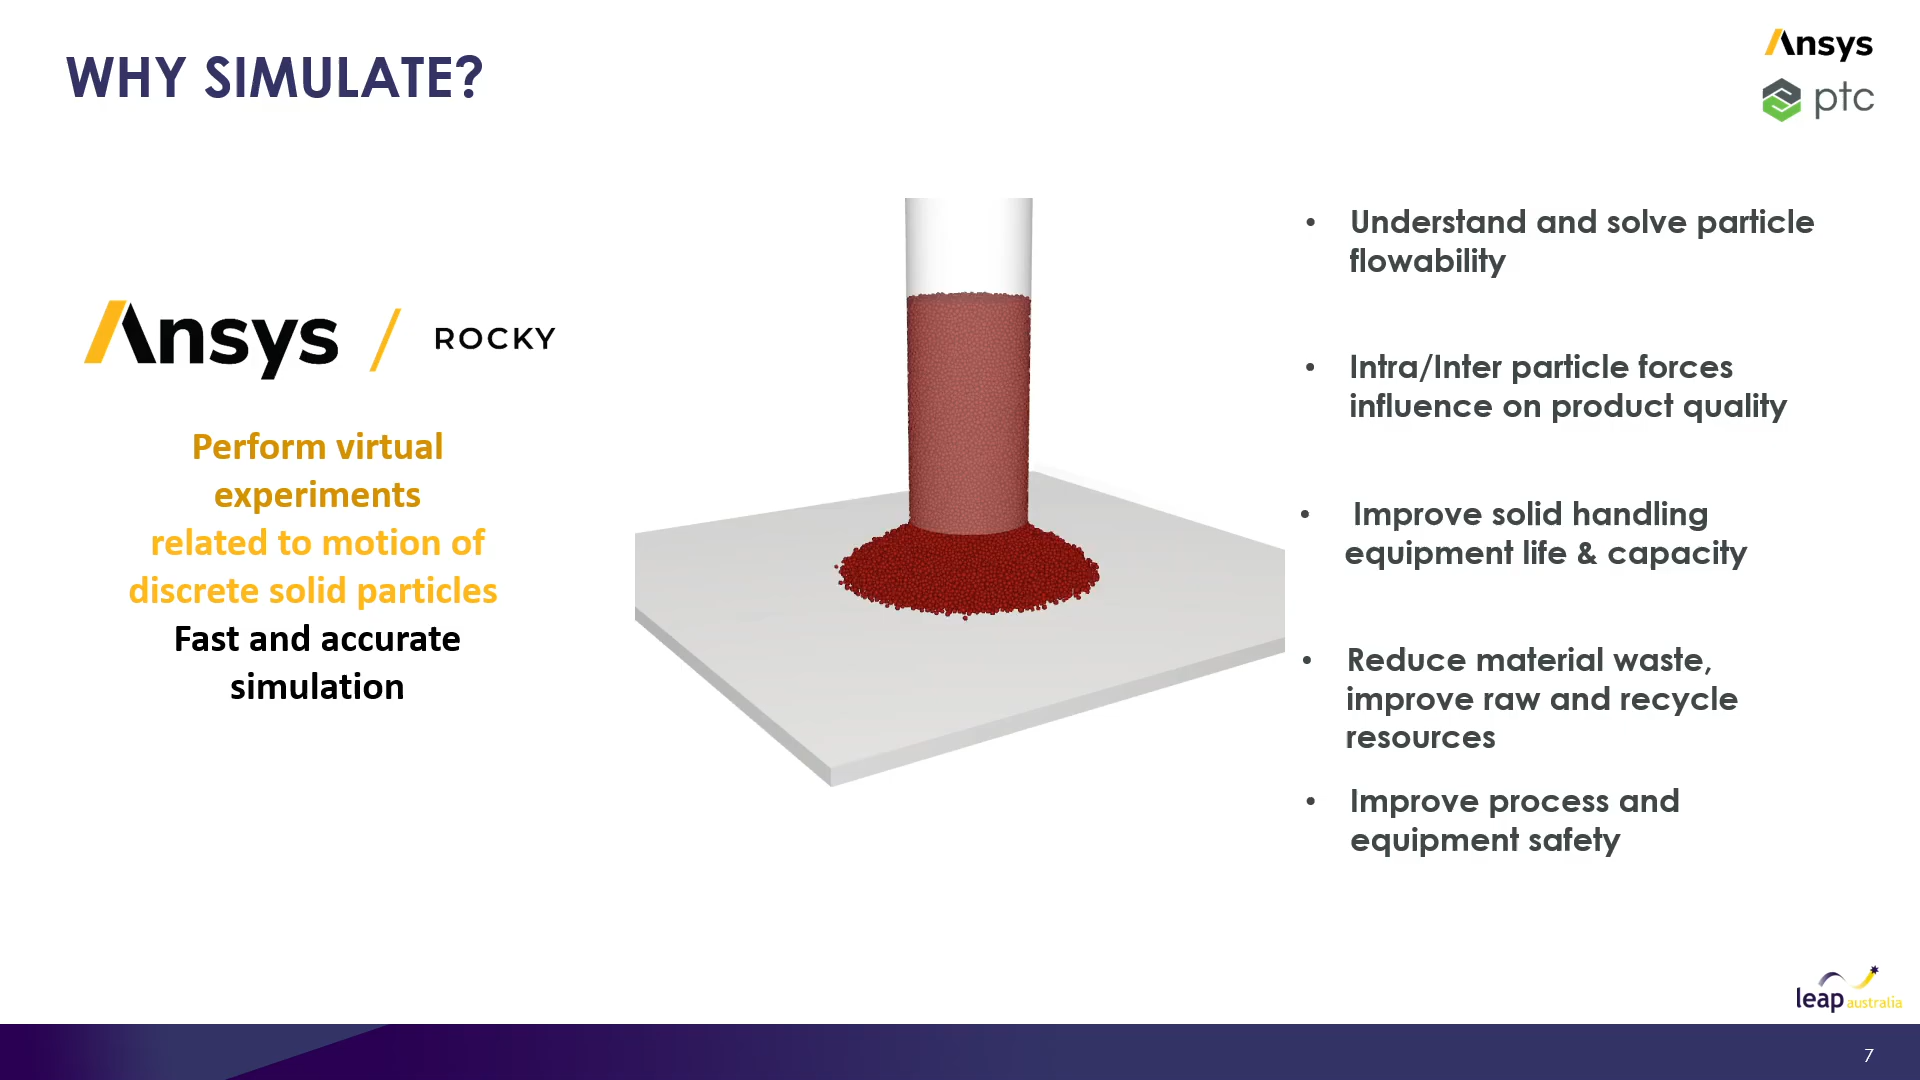 WHY SIMULATE?
Ansys
ptc
Ansys / ROCKY
Perform virtual
experiments
related to motion of
discrete solid particles
Fast and accurate
simulation
• Understand and solve particle
flowability
• Intra/Inter particle forces
influence on product quality
• Improve solid handling
equipment life & capacity
• Reduce material waste,
improve raw and recycle
resources
• Improve process and
equipment safety
leap australia
7